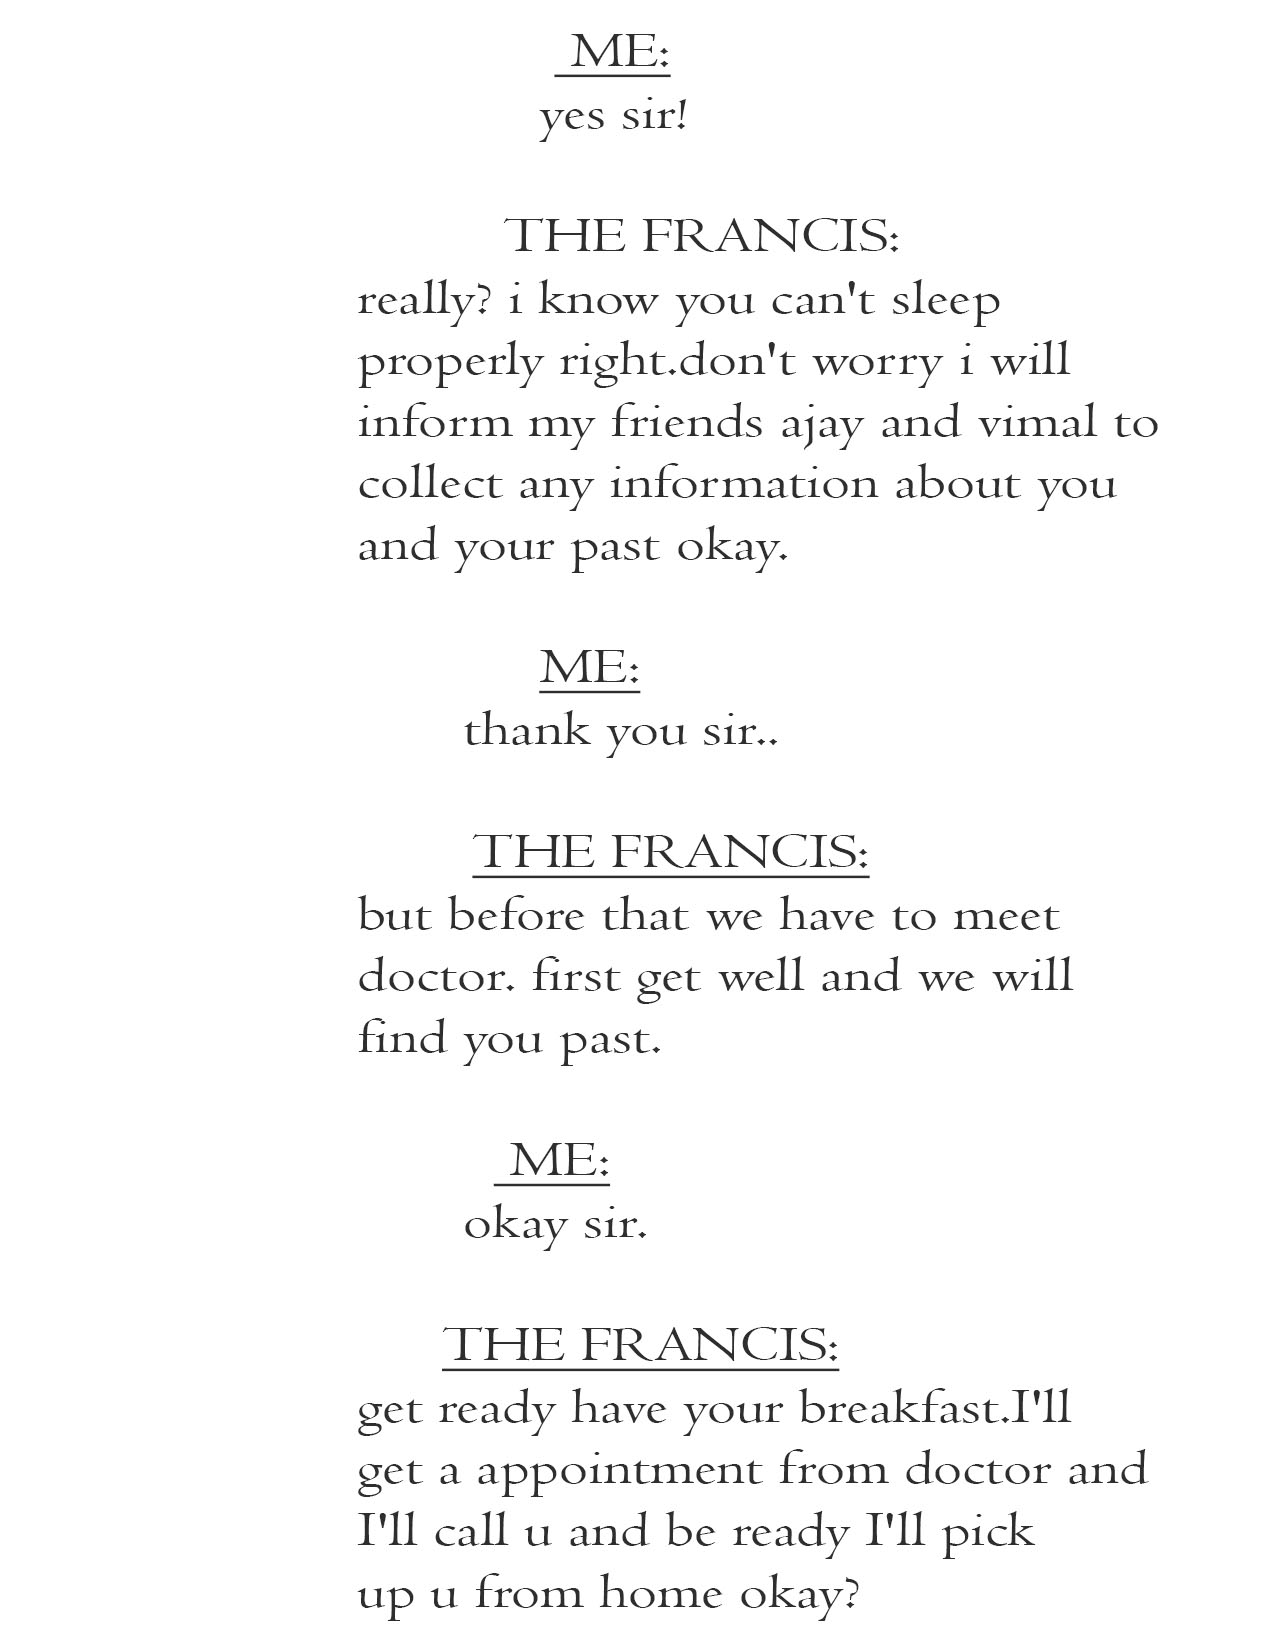 ME:
yes sir!
THE FRANCIS:
really? i know you can't sleep
properly right.don't worry i will
inform my friends ajay and vimal to
collect any information about you
and your past okay.
ME:
thank you sir..
THE FRANCIS:
but before that we have to meet
doctor. first get well and we will
find you past.
ME:
okay sir.
THE FRANCIS:
get ready have your breakfast.I'll
get a appointment from doctor and
I'll call u and be ready I'll pick
up u from home okay?